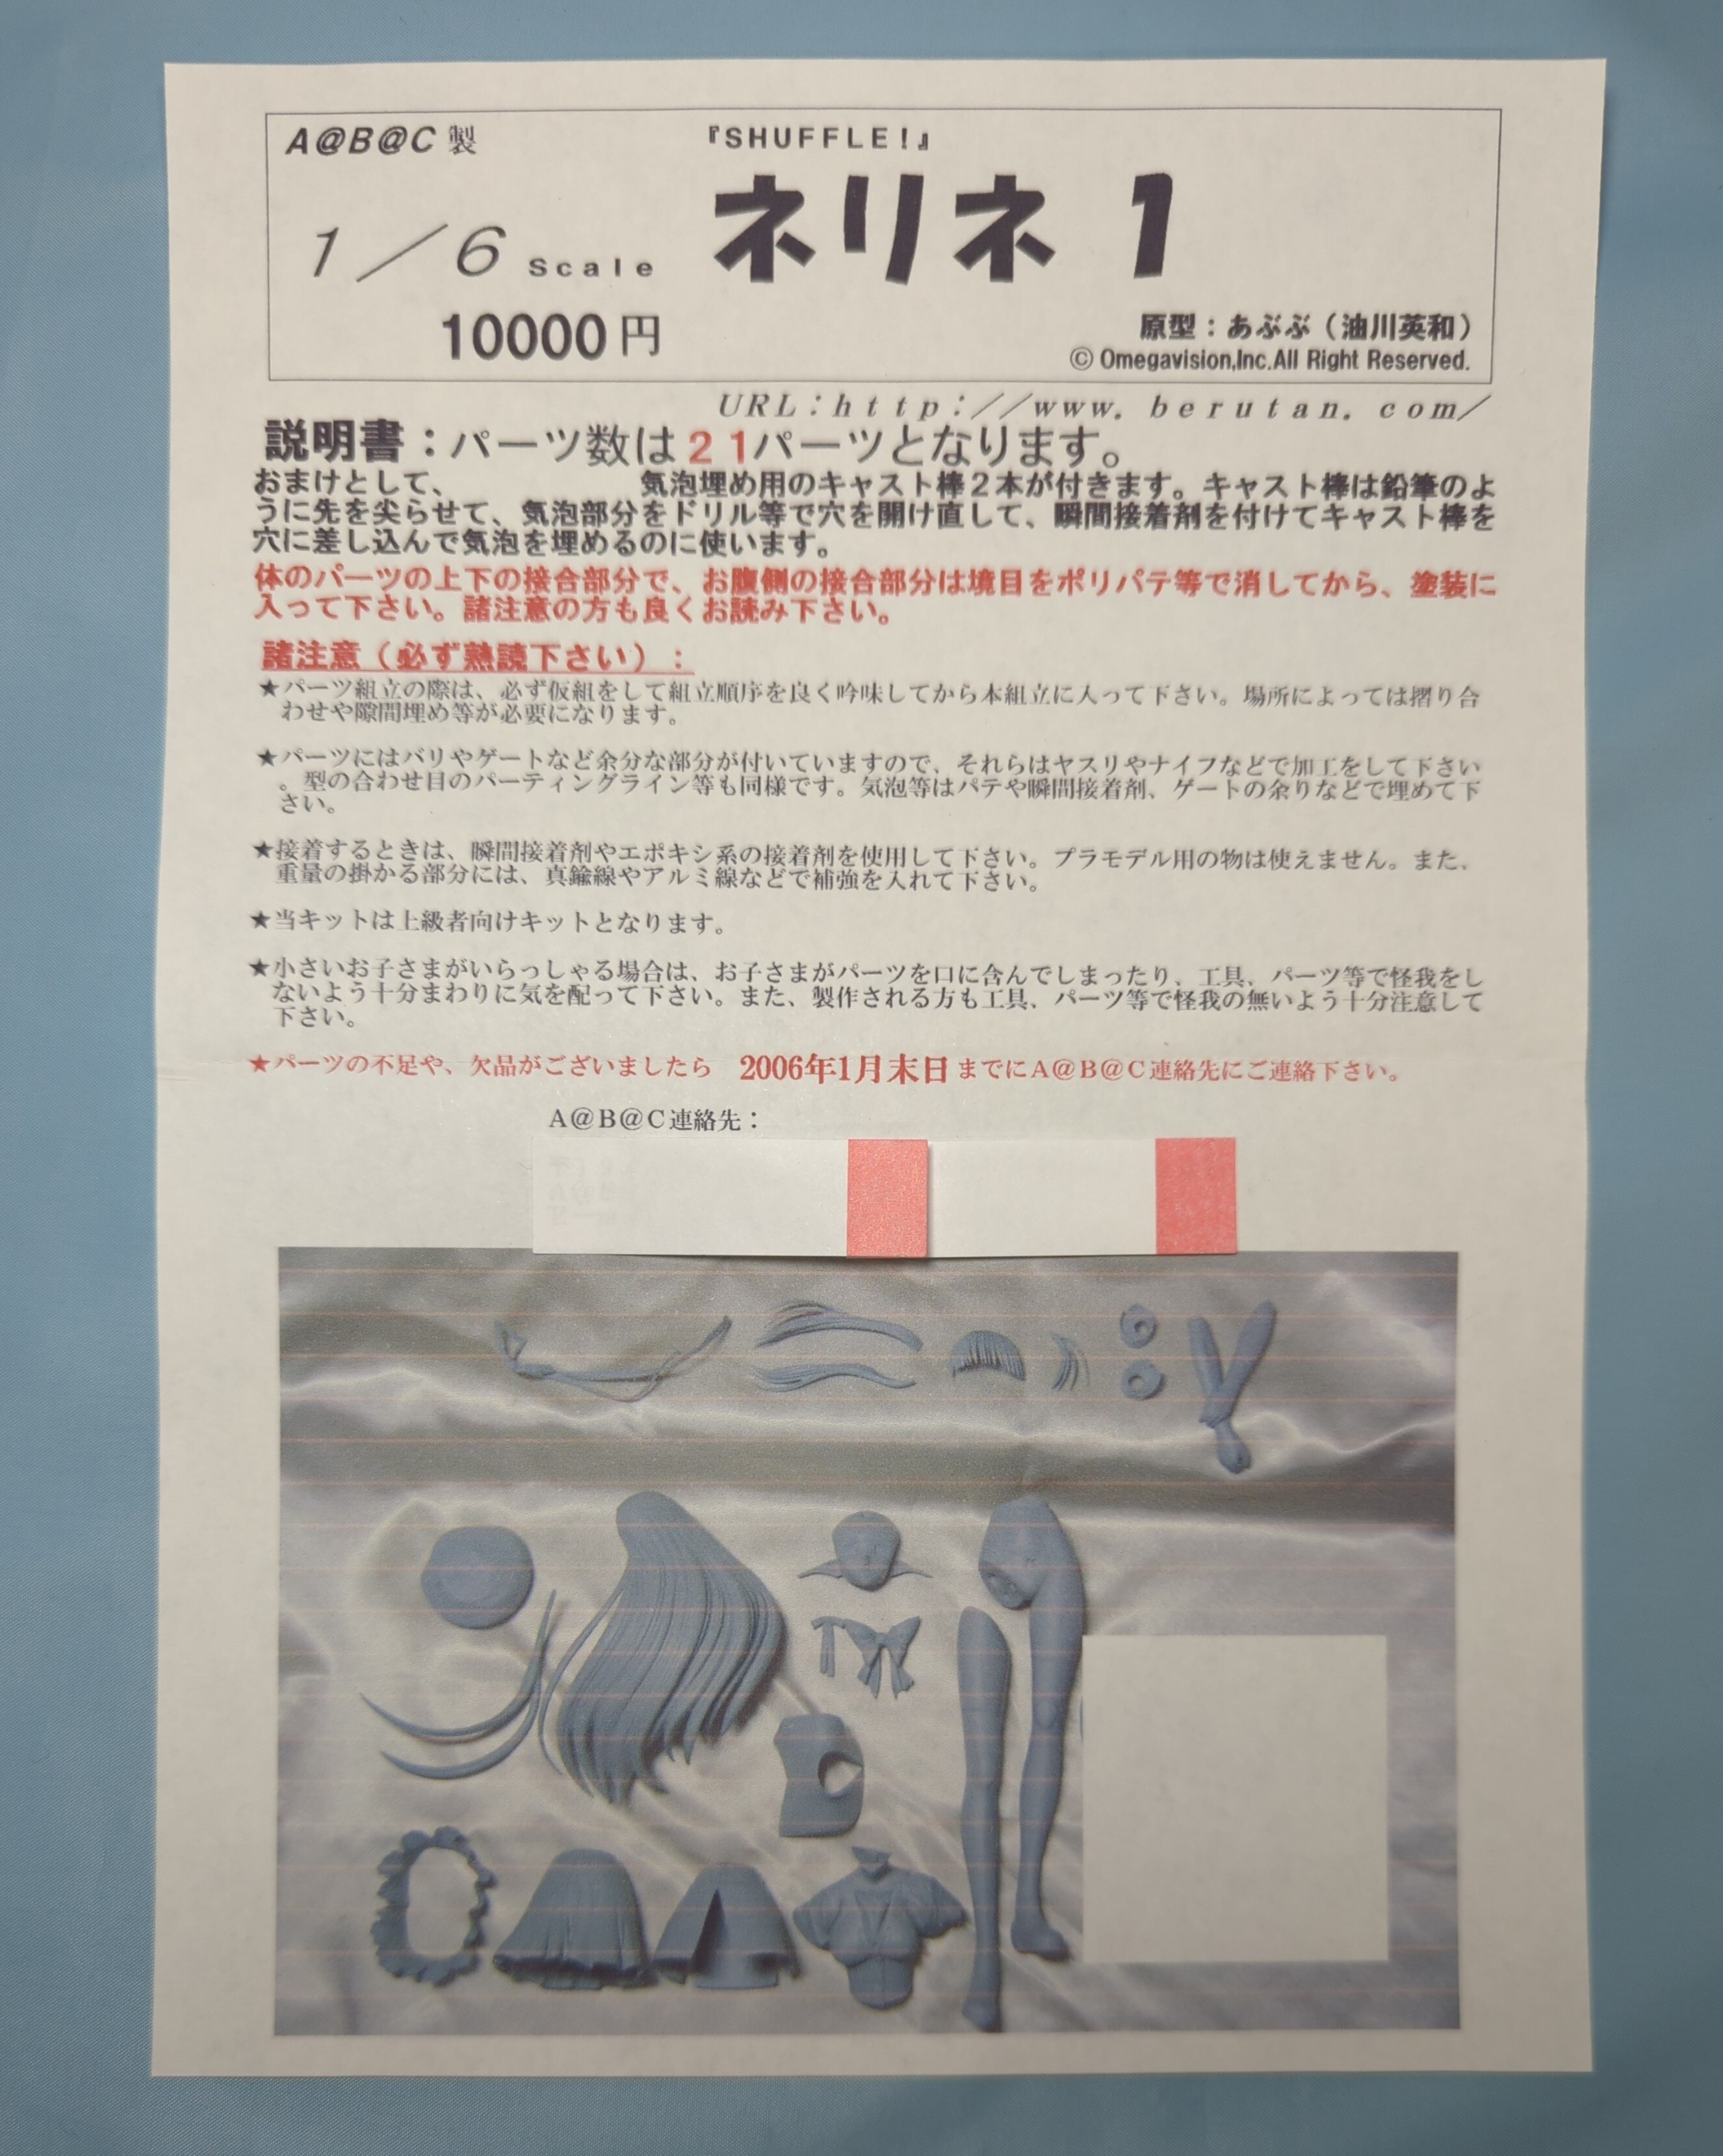 A@B@C 製
『SHUFFLE!』
1/6 Scale
ネリネ 1
10000円
原型：あぶぶ（油川英和）
© Omegavision,Inc.All Right Reserved.
URL:http://www.berutan.com/
説明書：パーツ数は21パーツとなります。
おまけとして、 気泡埋め用のキャスト棒２本が付きます。キャスト棒は鉛筆のよ
うに先を尖らせて、気泡部分をドリル等で穴を開け直して、瞬間接着剤を付けてキャスト棒を
穴に差し込んで気泡を埋めるのに使います。
体のパーツの上下の接合部分で、お腹側の接合部分は境目をポリパテ等で消してから、塗装に
入って下さい。諸注意の方も良くお読み下さい。
諸注意（必ず熟読下さい）：
★パーツ組立の際は、必ず仮組をして組立順序を良く吟味してから本組立に入って下さい。場所によっては摺り合
わせや隙間埋め等が必要になります。
★パーツにはバリやゲートなど余分な部分が付いていますので、それらはヤスリやナイフなどで加工をして下さい
。型の合わせ目のパーティングライン等も同様です。気泡等はパテや瞬間接着剤、ゲートの余りなどで埋めて下
さい。
★接着するときは、瞬間接着剤やエポキシ系の接着剤を使用して下さい。プラモデル用の物は使えません。また、
重量の掛かる部分には、真鍮線やアルミ線などで補強を入れて下さい。
★当キットは上級者向けキットとなります。
★小さいお子さまがいらっしゃる場合は、お子さまがパーツを口に含んでしまったり、工具、パーツ等で怪我をし
ないよう十分まわりに気を配って下さい。また、製作される方も工具、パーツ等で怪我の無いよう十分注意して
下さい。
★パーツの不足や、欠品がございましたら 2006年1月末日までにA@B@C連絡先にご連絡下さい。
A@B@C連絡先：